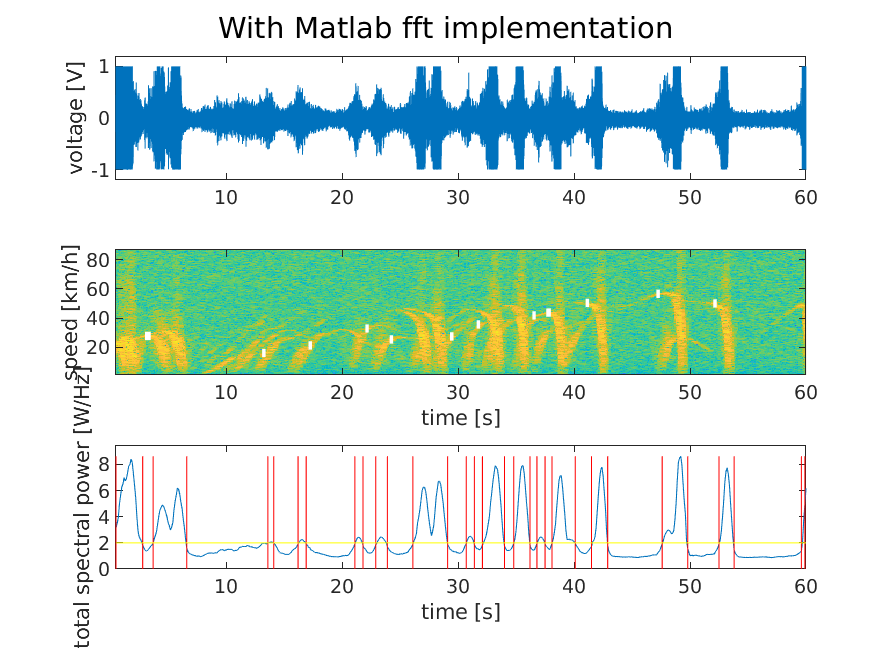 With Matlab fft implementation
voltage [V]
1
0
-1
10 20 30 40 50 60
speed [km/h]
80
60
40
20
10 20 30 40 50 60
time [s]
total spectral power [W/Hz]
8
6
4
2
0
10 20 30 40 50 60
time [s]